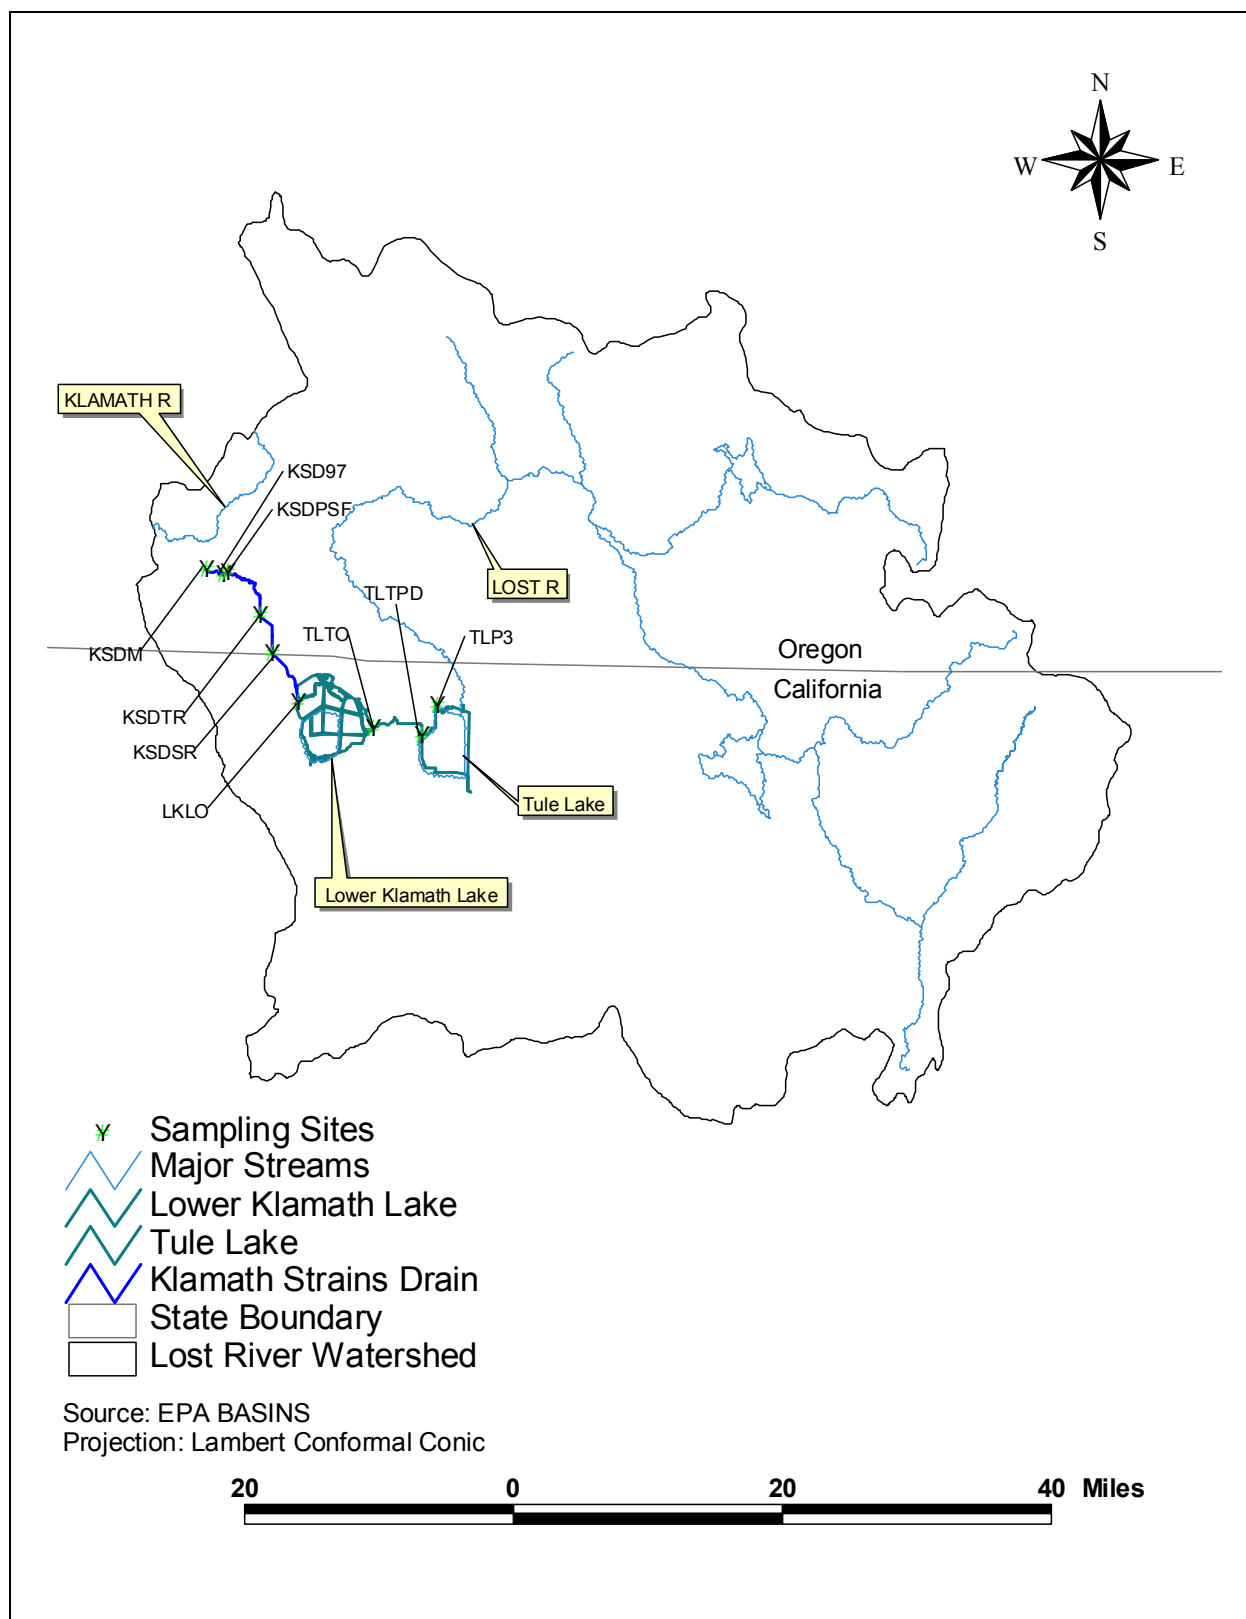 N
W
E
S
KLAMATH R
KSD97
KSDPSF
LOST R
TLTPD
TLTO
TLP3
KSDM
Oregon
California
KSDTR
KSDSR
LKLO
Tule Lake
Lower Klamath Lake
Sampling Sites
Major Streams
Lower Klamath Lake
Tule Lake
Klamath Strains Drain
State Boundary
Lost River Watershed
Source: EPA BASINS
Projection: Lambert Conformal Conic
20 0 20 40 Miles